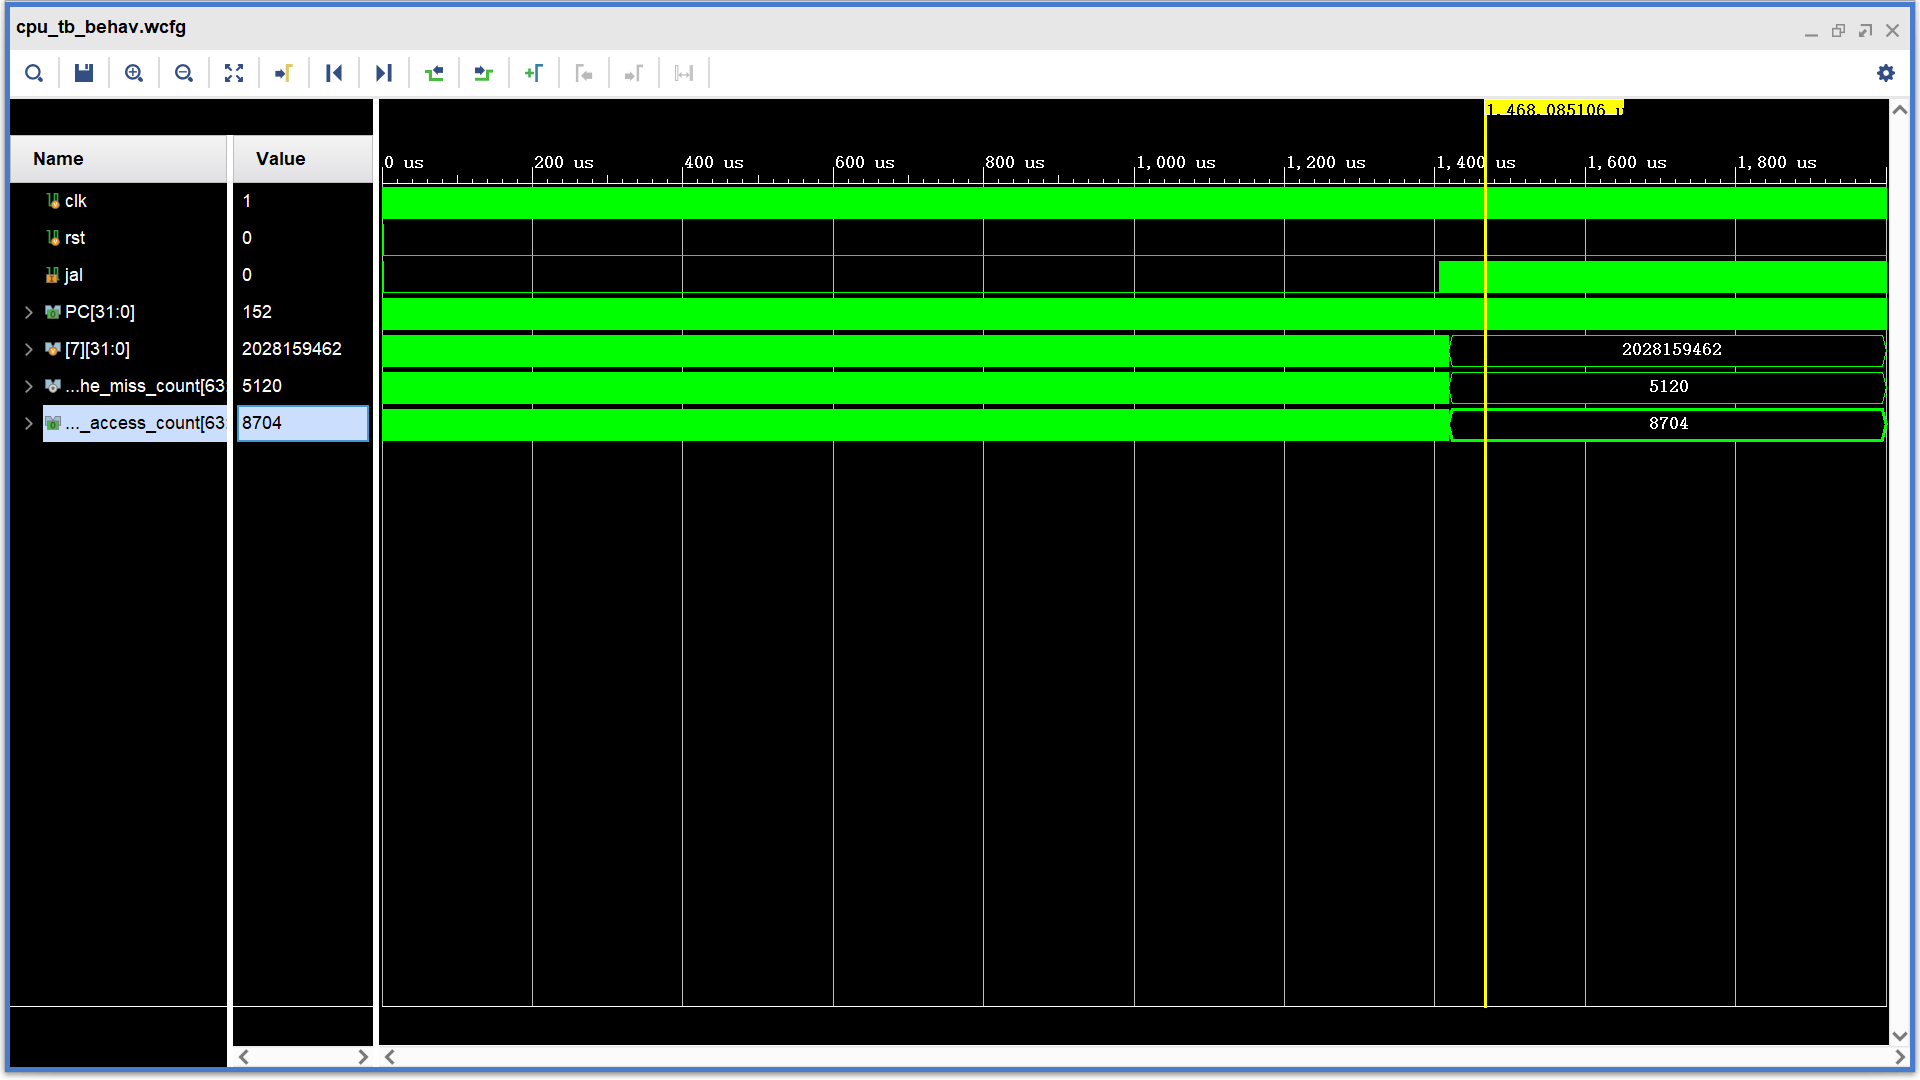 cpu_tb_behav.wcfg
1,468.085106 u
Name Value
0 us 200 us 400 us 600 us 800 us 1,000 us 1,200 us 1,400 us 1,600 us 1,800 us
clk 1
rst 0
jal 0
PC[31:0] 152
[7][31:0] 2028159462 2028159462
...he_miss_count[63: 5120 5120
..._access_count[63: 8704 8704